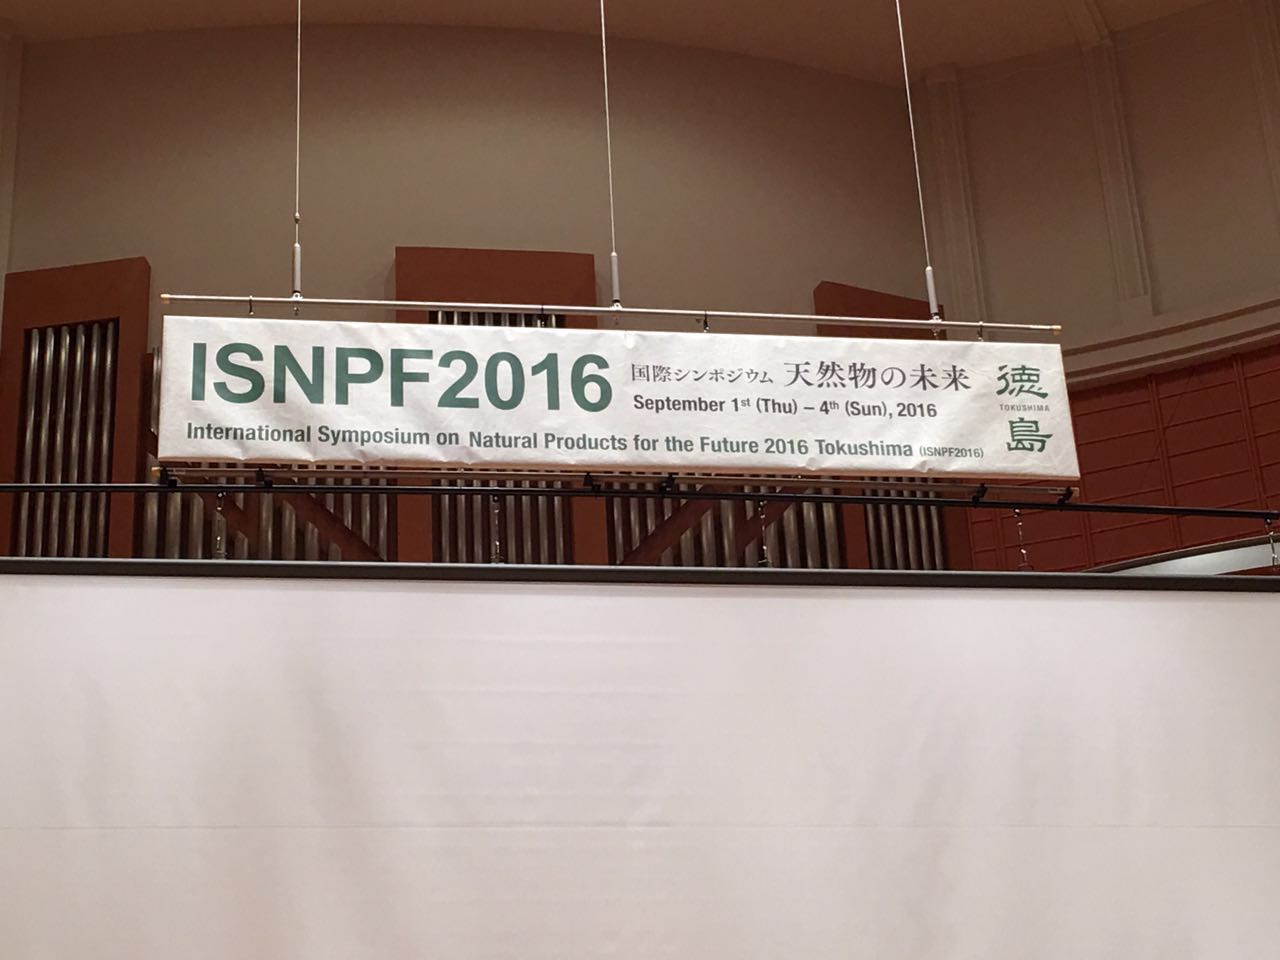 ISNPF2016
国際シンポジウム 天然物の未来
September 1st (Thu) – 4th (Sun), 2016
International Symposium on Natural Products for the Future 2016 Tokushima (ISNPF2016)
徳
TOKUSHIMA
島